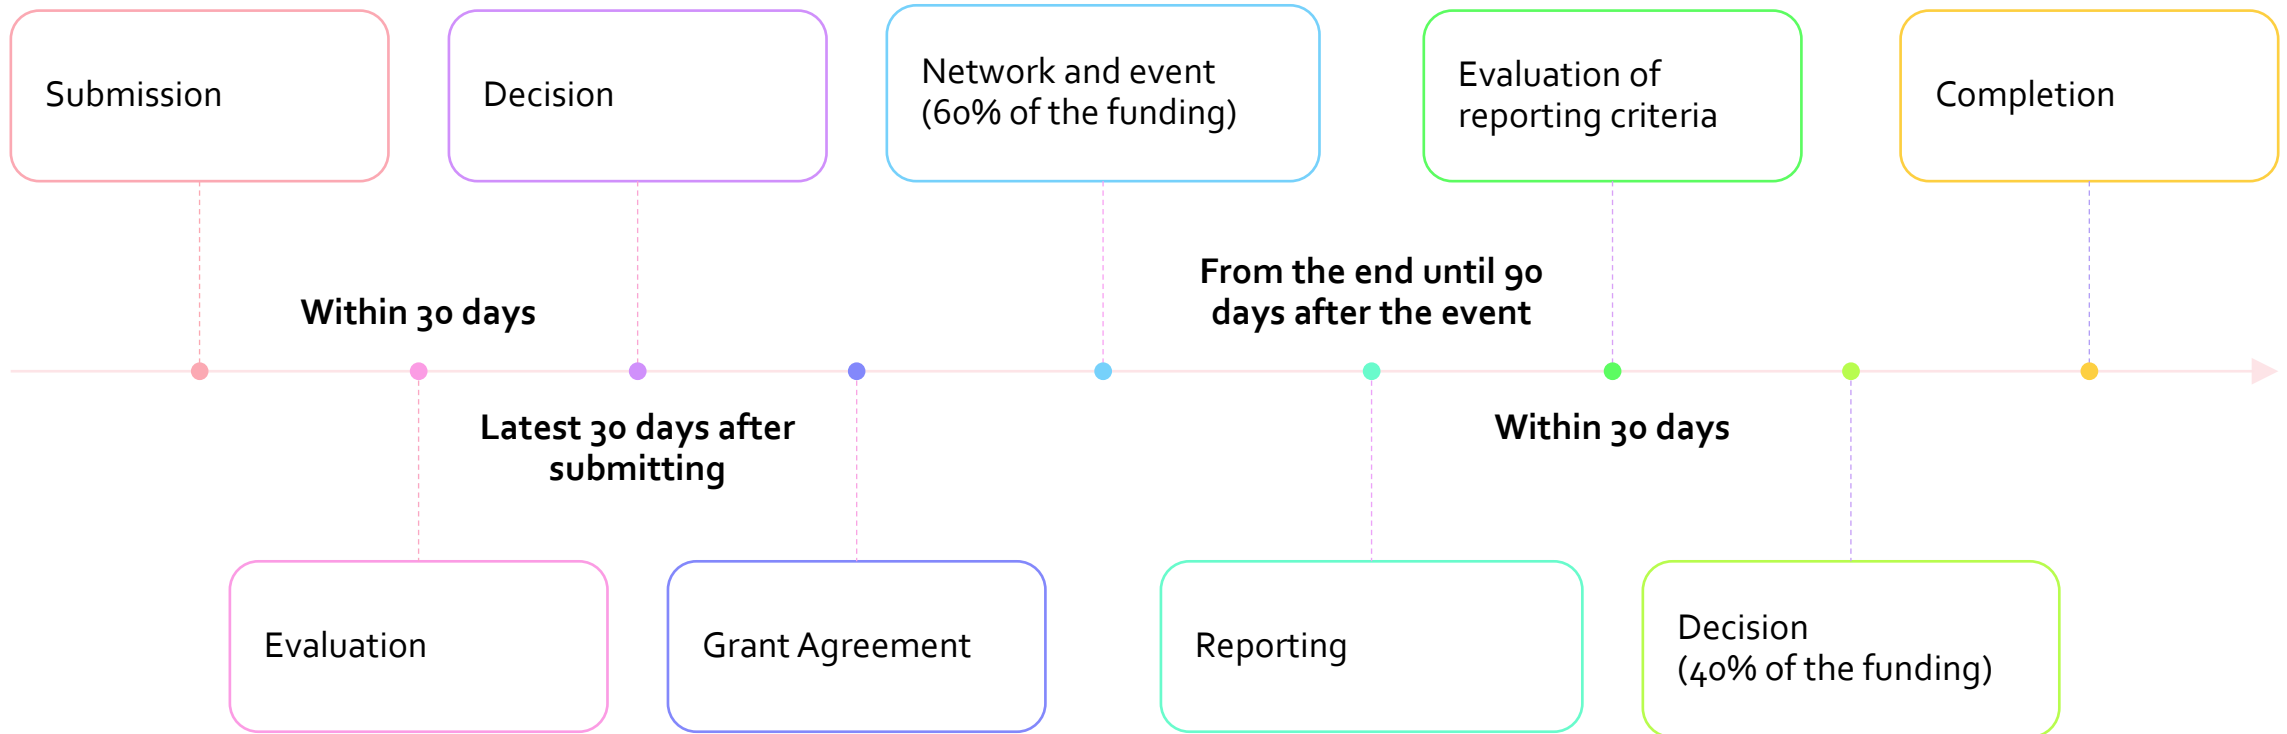 Submission
Decision
Network and event
(60% of the funding)
Evaluation of
reporting criteria
Completion
Within 30 days
From the end until 90
days after the event
Latest 30 days after
submitting
Within 30 days
Evaluation
Grant Agreement
Reporting
Decision
(40% of the funding)